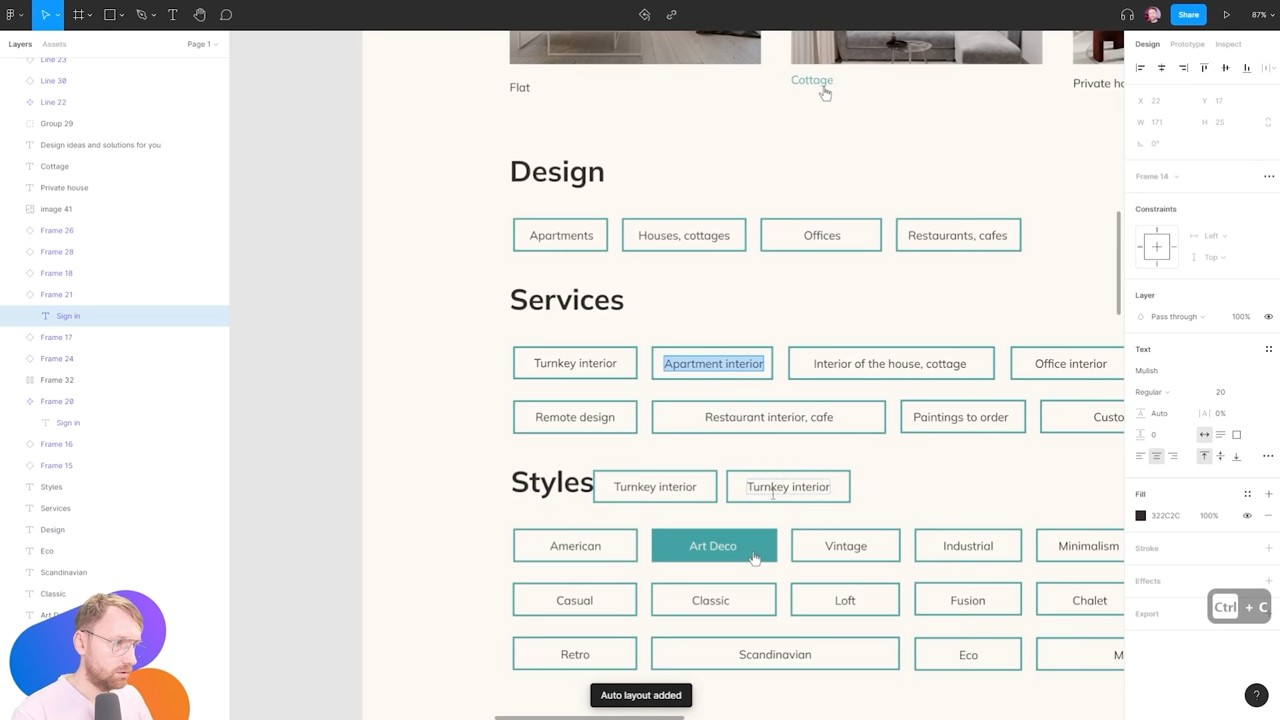 Share
87%
Layers
Assets
Page 1
Design
Prototype
Inspect
Line 23
Line 30
Line 22
Group 29
Design ideas and solutions for you
Cottage
Private house
image 41
Frame 26
Frame 28
Frame 18
Frame 21
Sign in
Frame 17
Frame 24
Frame 32
Frame 20
Sign in
Frame 16
Frame 15
Styles
Services
Design
Eco
Scandinavian
Classic
Flat
Cottage
Private ho
Design
Apartments
Houses, cottages
Offices
Restaurants, cafes
Services
Turnkey interior
Apartment interior
Interior of the house, cottage
Office interior
Remote design
Restaurant interior, cafe
Paintings to order
Custo
Styles
Turnkey interior
Turnkey interior
American
Art Deco
Vintage
Industrial
Minimalism
Casual
Classic
Loft
Fusion
Chalet
Retro
Scandinavian
Eco
M
Auto layout added
X 22
Y 17
W 171
H 25
0°
Frame 14
Constraints
Left
Top
Layer
Pass through
100%
Text
Mulish
Regular
20
Auto
0%
0
Fill
322C2C
100%
Stroke
Effects
Export
Ctrl + C
?